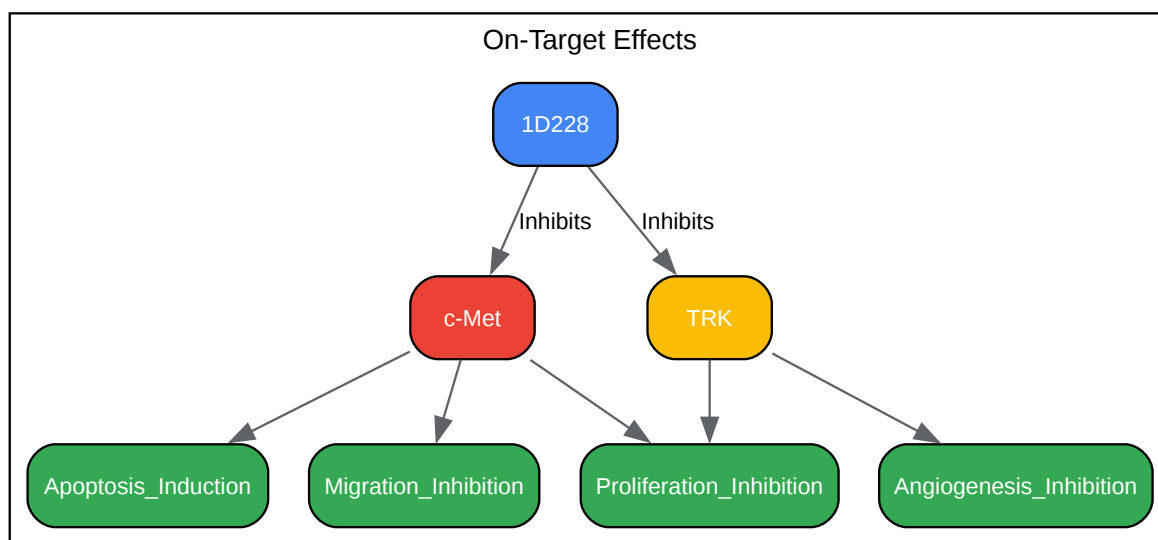 On-Target Effects
1D228
Inhibits
Inhibits
c-Met
TRK
Apoptosis_Induction
Migration_Inhibition
Proliferation_Inhibition
Angiogenesis_Inhibition